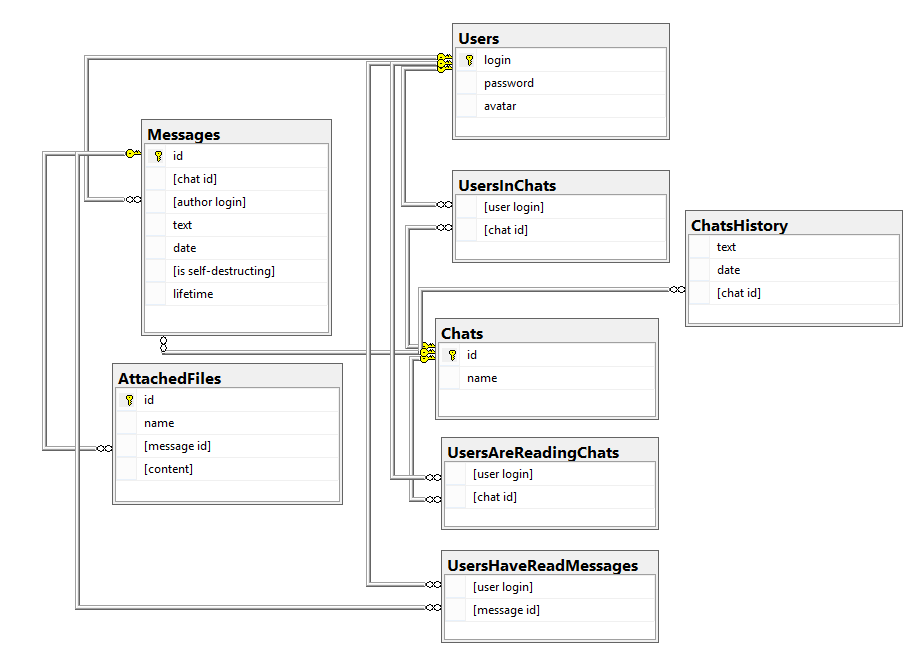 Users
login
password
avatar
Messages
id
[chat id]
[author login]
text
date
[is self-destructing]
lifetime
UsersInChats
[user login]
[chat id]
ChatsHistory
text
date
[chat id]
Chats
id
name
AttachedFiles
id
name
[message id]
[content]
UsersAreReadingChats
[user login]
[chat id]
UsersHaveReadMessages
[user login]
[message id]